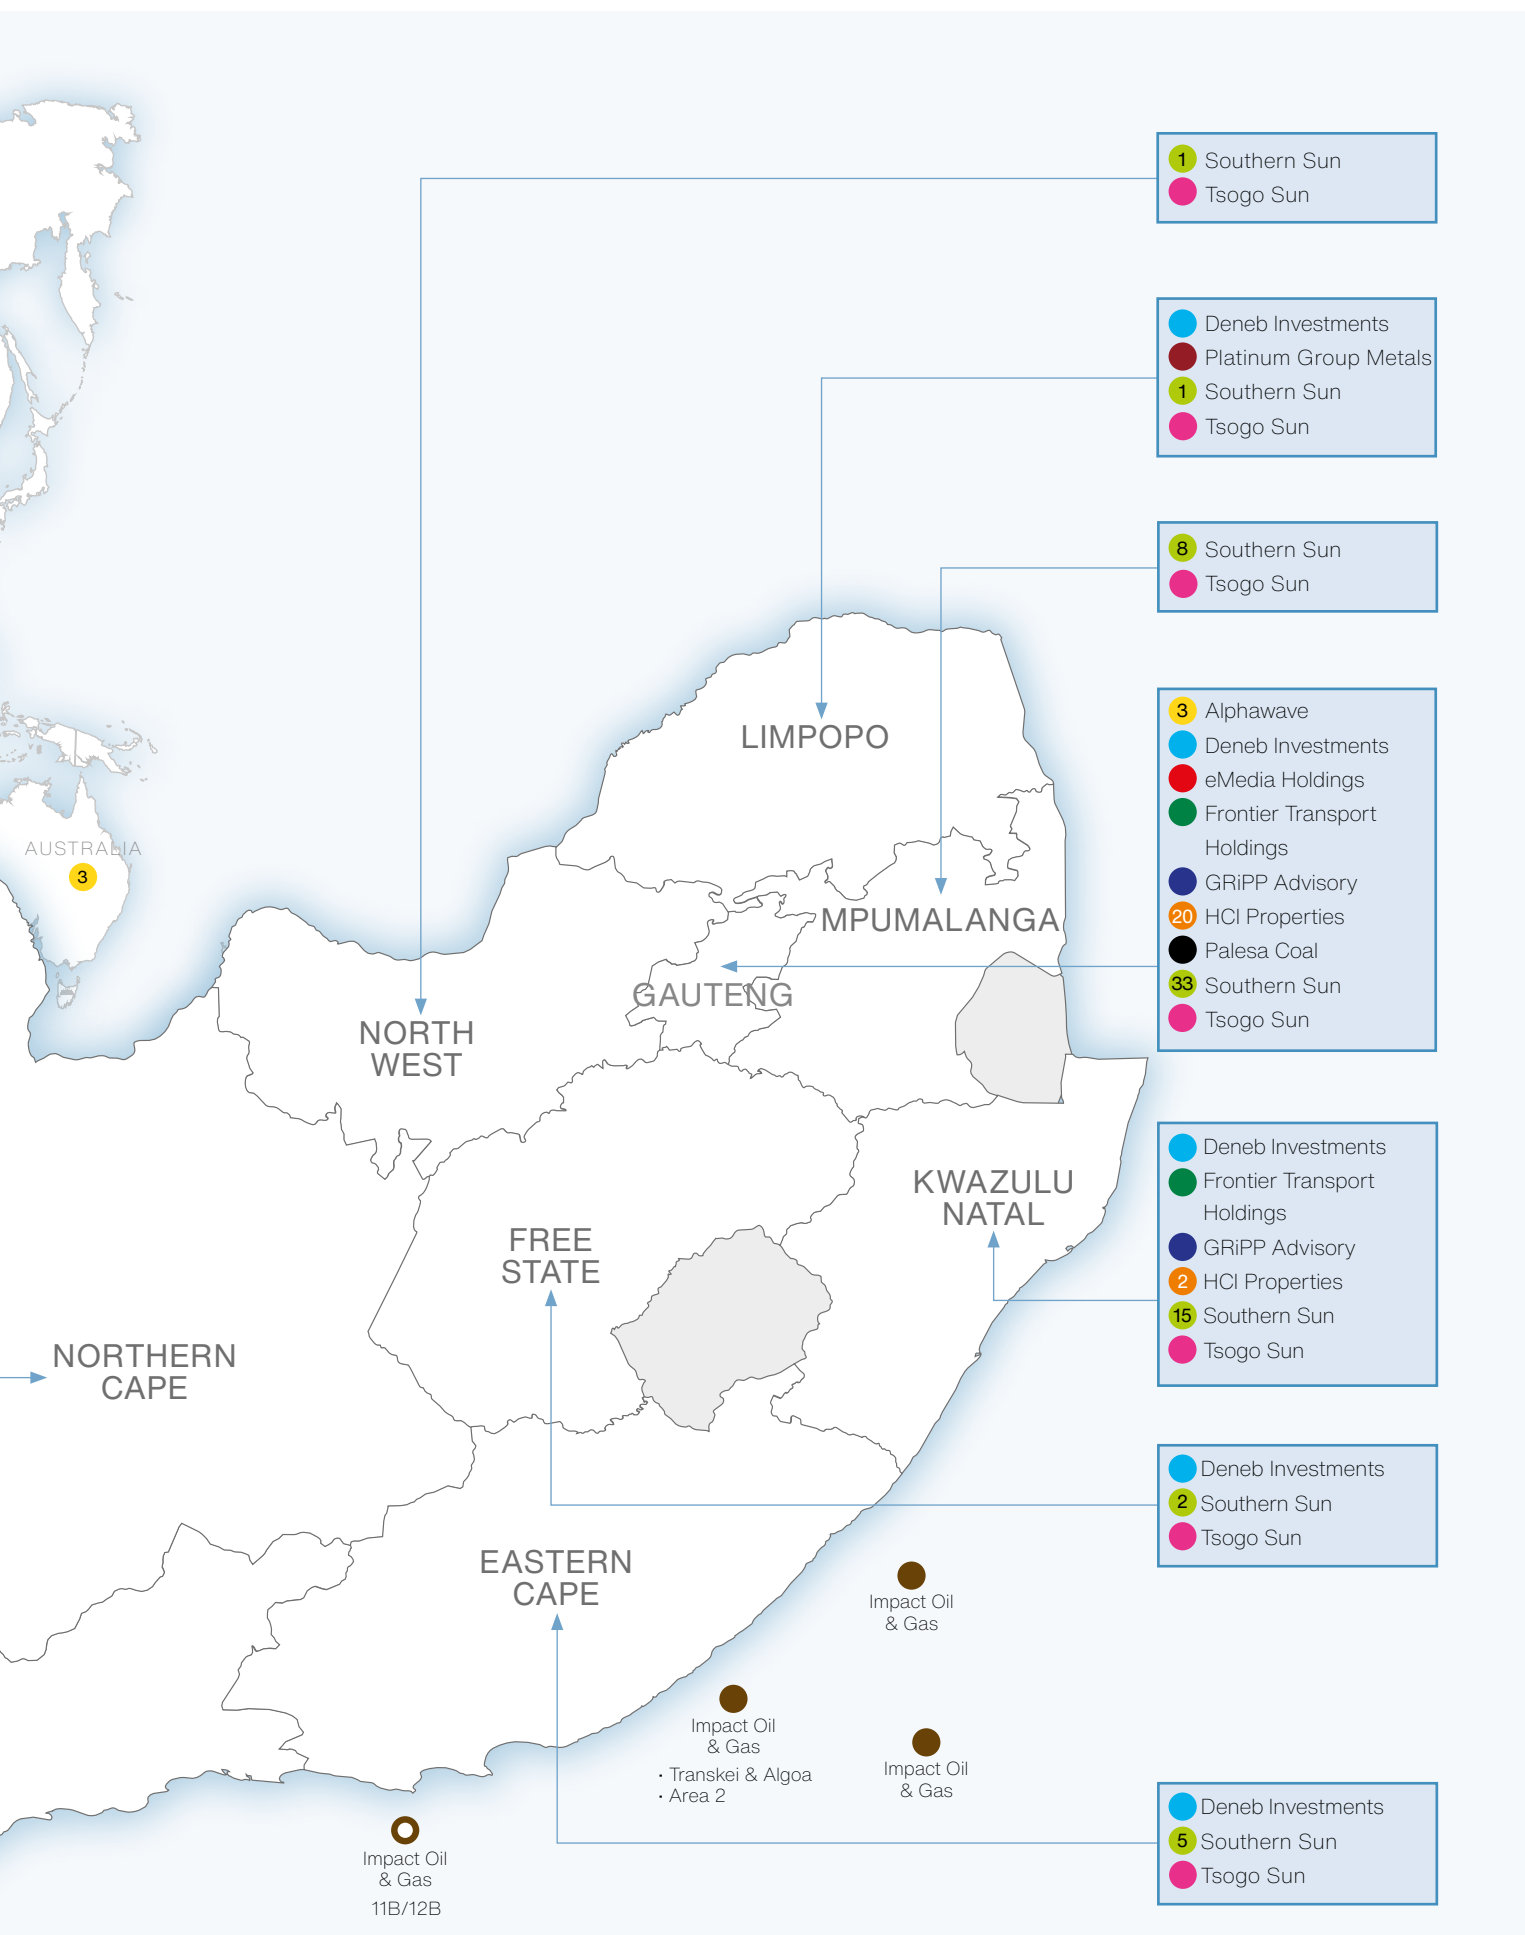 1 Southern Sun
Tsogo Sun
Deneb Investments
Platinum Group Metals
1 Southern Sun
Tsogo Sun
8 Southern Sun
Tsogo Sun
LIMPOPO
3 Alphawave
Deneb Investments
eMedia Holdings
Frontier Transport
Holdings
GRiPP Advisory
20 HCI Properties
Palesa Coal
33 Southern Sun
Tsogo Sun
AUSTRALIA
3
MPUMALANGA
GAUTENG
NORTH
WEST
Deneb Investments
Frontier Transport
Holdings
GRiPP Advisory
2 HCI Properties
15 Southern Sun
Tsogo Sun
KWAZULU
NATAL
FREE
STATE
NORTHERN
CAPE
Deneb Investments
2 Southern Sun
Tsogo Sun
EASTERN
CAPE
Impact Oil
& Gas
Impact Oil
& Gas
• Transkei & Algoa
• Area 2
Impact Oil
& Gas
Deneb Investments
5 Southern Sun
Tsogo Sun
Impact Oil
& Gas
11B/12B